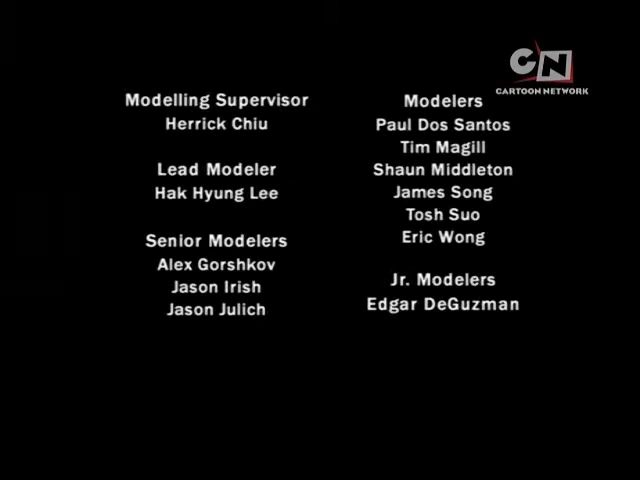 CN
CARTOON NETWORK
Modelling Supervisor
Herrick Chiu
Lead Modeler
Hak Hyung Lee
Senior Modelers
Alex Gorshkov
Jason Irish
Jason Julich
Modelers
Paul Dos Santos
Tim Magill
Shaun Middleton
James Song
Tosh Suo
Eric Wong
Jr. Modelers
Edgar DeGuzman